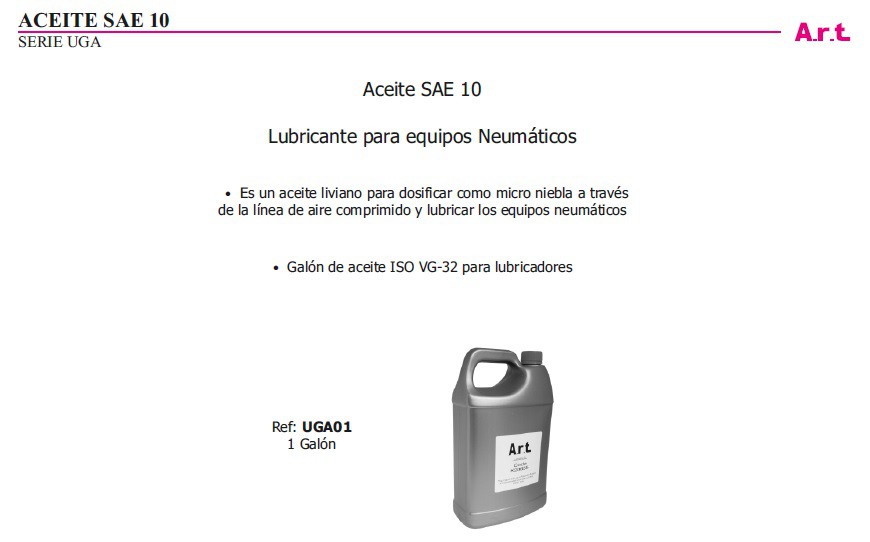 ACEITE SAE 10
SERIE UGA
A.r.t.
Aceite SAE 10
Lubricante para equipos Neumáticos
• Es un aceite liviano para dosificar como micro niebla a través
de la línea de aire comprimido y lubricar los equipos neumáticos
• Galón de aceite ISO VG-32 para lubricadores
Ref: UGA01
1 Galón
A.r.t.